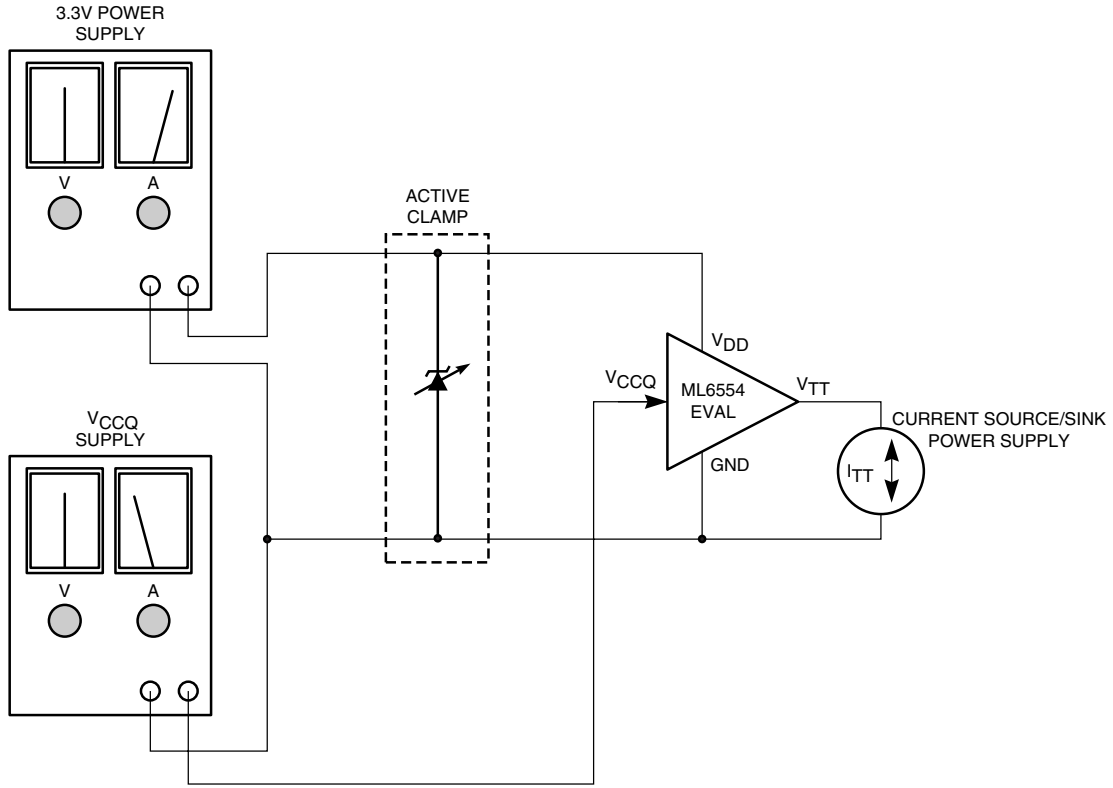 3.3V POWER
SUPPLY
V
A
ACTIVE
CLAMP
VDD
VCCQ
ML6554
EVAL
VTT
GND
CURRENT SOURCE/SINK
POWER SUPPLY
ITT
VCCQ
SUPPLY
V
A